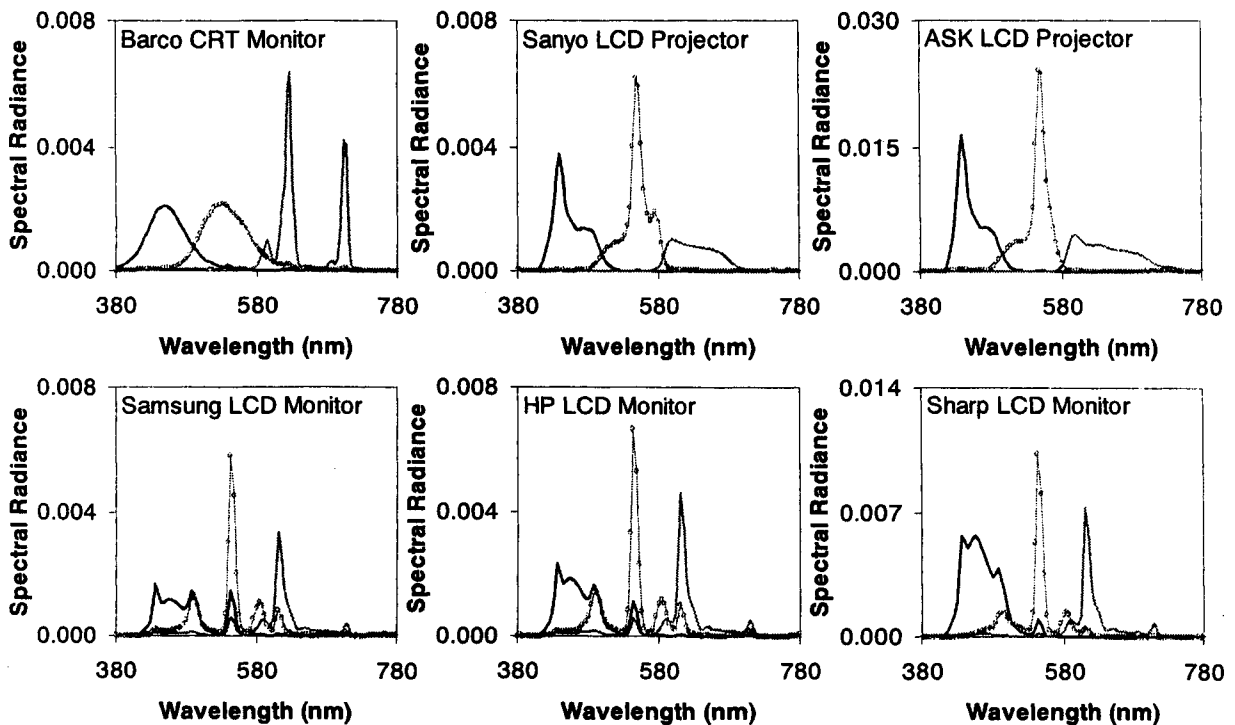 Barco CRT Monitor
0.008
0.004
0.000
Spectral Radiance
380
580
780
Wavelength (nm)
Sanyo LCD Projector
0.008
0.004
0.000
Spectral Radiance
380
580
780
Wavelength (nm)
ASK LCD Projector
0.030
0.015
0.000
Spectral Radiance
380
580
780
Wavelength (nm)
Samsung LCD Monitor
0.008
0.004
0.000
Spectral Radiance
380
580
780
Wavelength (nm)
HP LCD Monitor
0.008
0.004
0.000
Spectral Radiance
380
580
780
Wavelength (nm)
Sharp LCD Monitor
0.014
0.007
0.000
Spectral Radiance
380
580
780
Wavelength (nm)